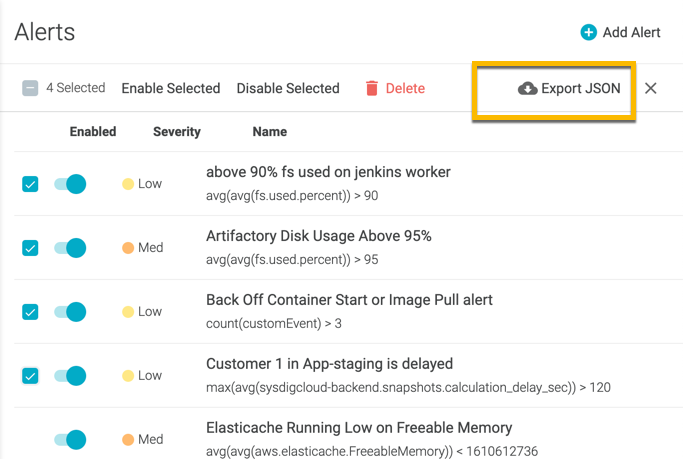 Alerts
Add Alert
4 Selected Enable Selected Disable Selected Delete Export JSON
Enabled Severity Name
Low above 90% fs used on jenkins worker
avg(avg(fs.used.percent)) > 90
Med Artifactory Disk Usage Above 95%
avg(avg(fs.used.percent)) > 95
Low Back Off Container Start or Image Pull alert
count(customEvent) > 3
Low Customer 1 in App-staging is delayed
max(avg(sysdigcloud-backend.snapshots.calculation_delay_sec)) > 120
Med Elasticache Running Low on Freeable Memory
avg(avg(aws.elasticache.FreeableMemory)) < 1610612736